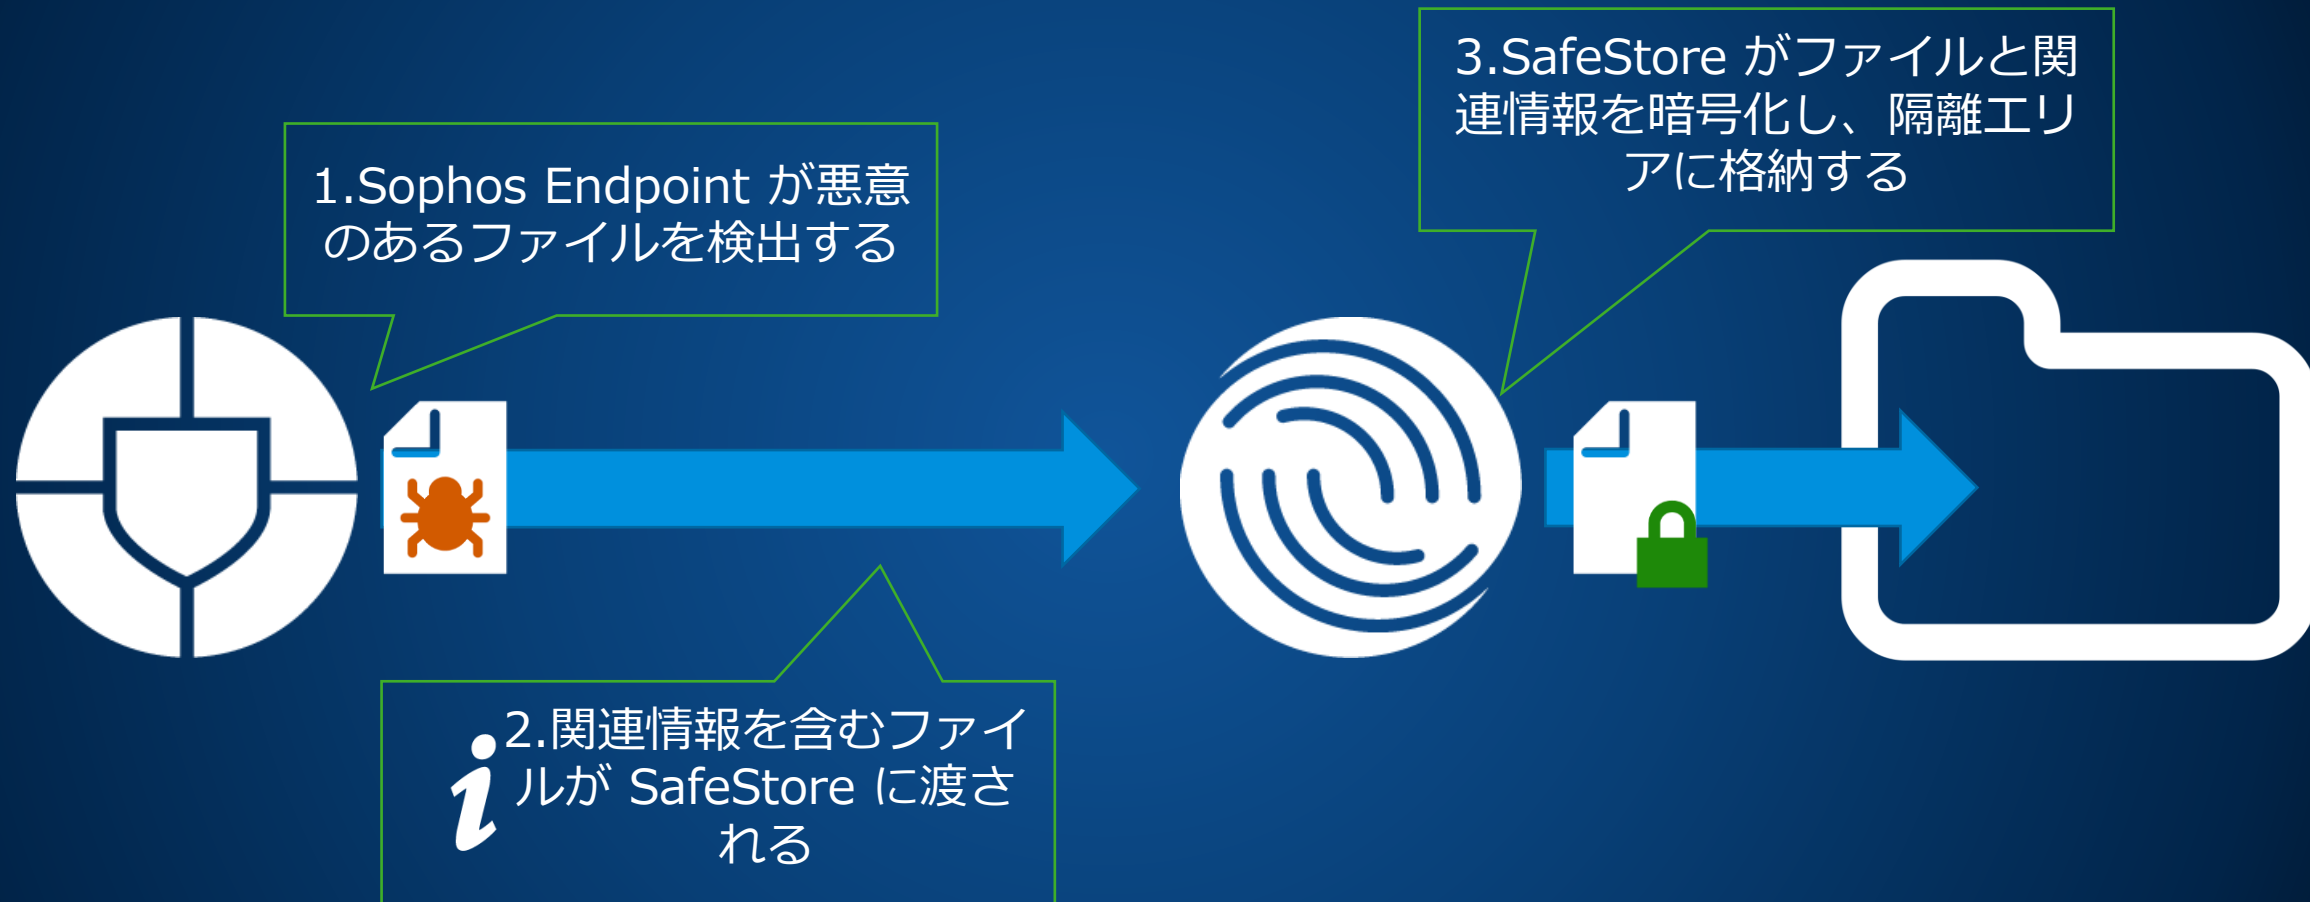 1.Sophos Endpoint が悪意
のあるファイルを検出する
3.SafeStore がファイルと関
連情報を暗号化し、隔離エリ
アに格納する
2.関連情報を含むファイ
ルが SafeStore に渡さ
れる